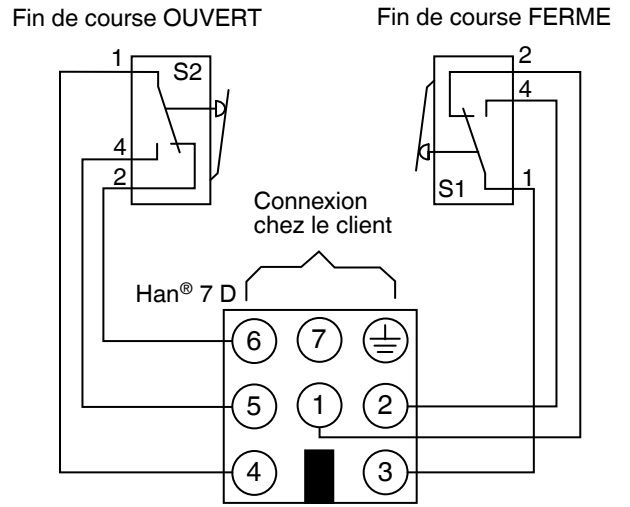 Fin de course OUVERT
Fin de course FERME
1
S2
4
2
2
4
S1
1
Connexion
chez le client
Han® 7 D
6
7
5
1
2
4
3